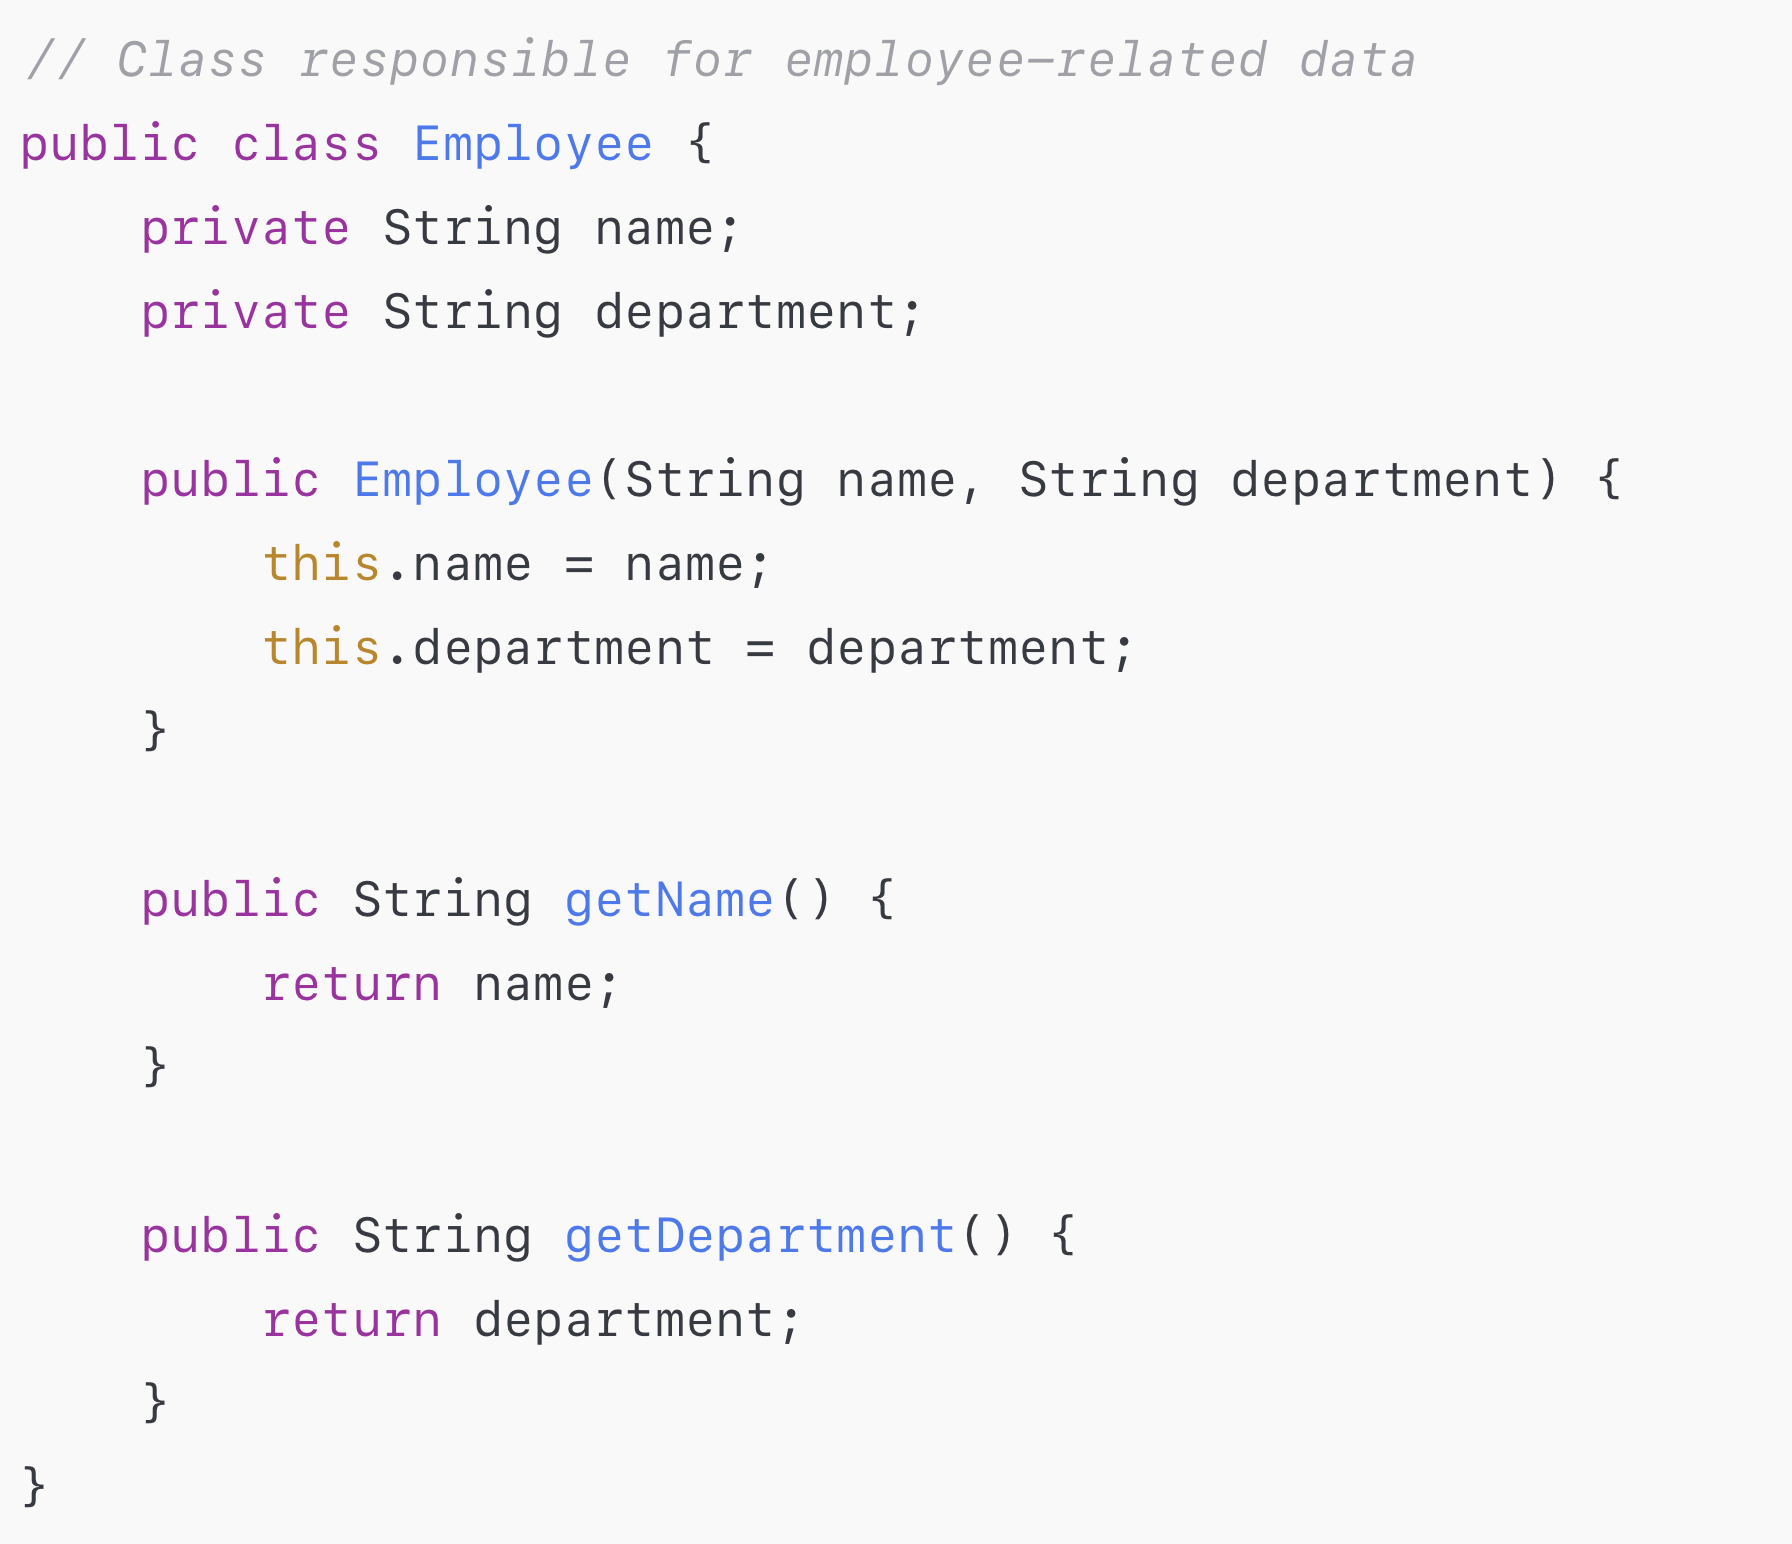 // Class responsible for employee-related data
public class Employee {
    private String name;
    private String department;

    public Employee(String name, String department) {
        this.name = name;
        this.department = department;
    }

    public String getName() {
        return name;
    }

    public String getDepartment() {
        return department;
    }
}